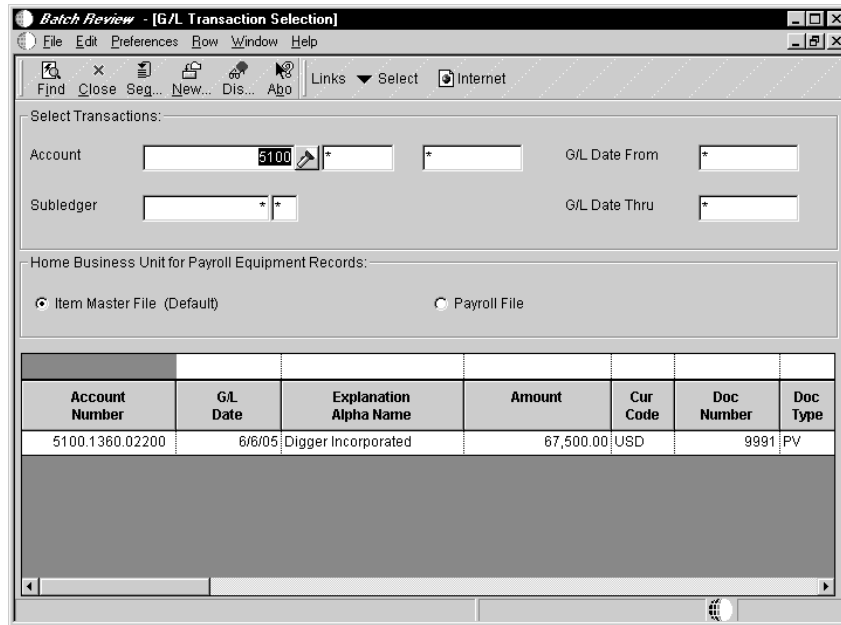 Batch Review - [G/L Transaction Selection]
File Edit Preferences Row Window Help
Find Close Seq... New... Dis... Abo Links Select Internet
Select Transactions:
Account 5100 * * G/L Date From *
Subledger * * G/L Date Thru *
Home Business Unit for Payroll Equipment Records:
Item Master File (Default) Payroll File
Account Number G/L Date Explanation Alpha Name Amount Cur Code Doc Number Doc Type
5100.1360.02200 6/6/05 Digger Incorporated 67,500.00 USD 9991 PV